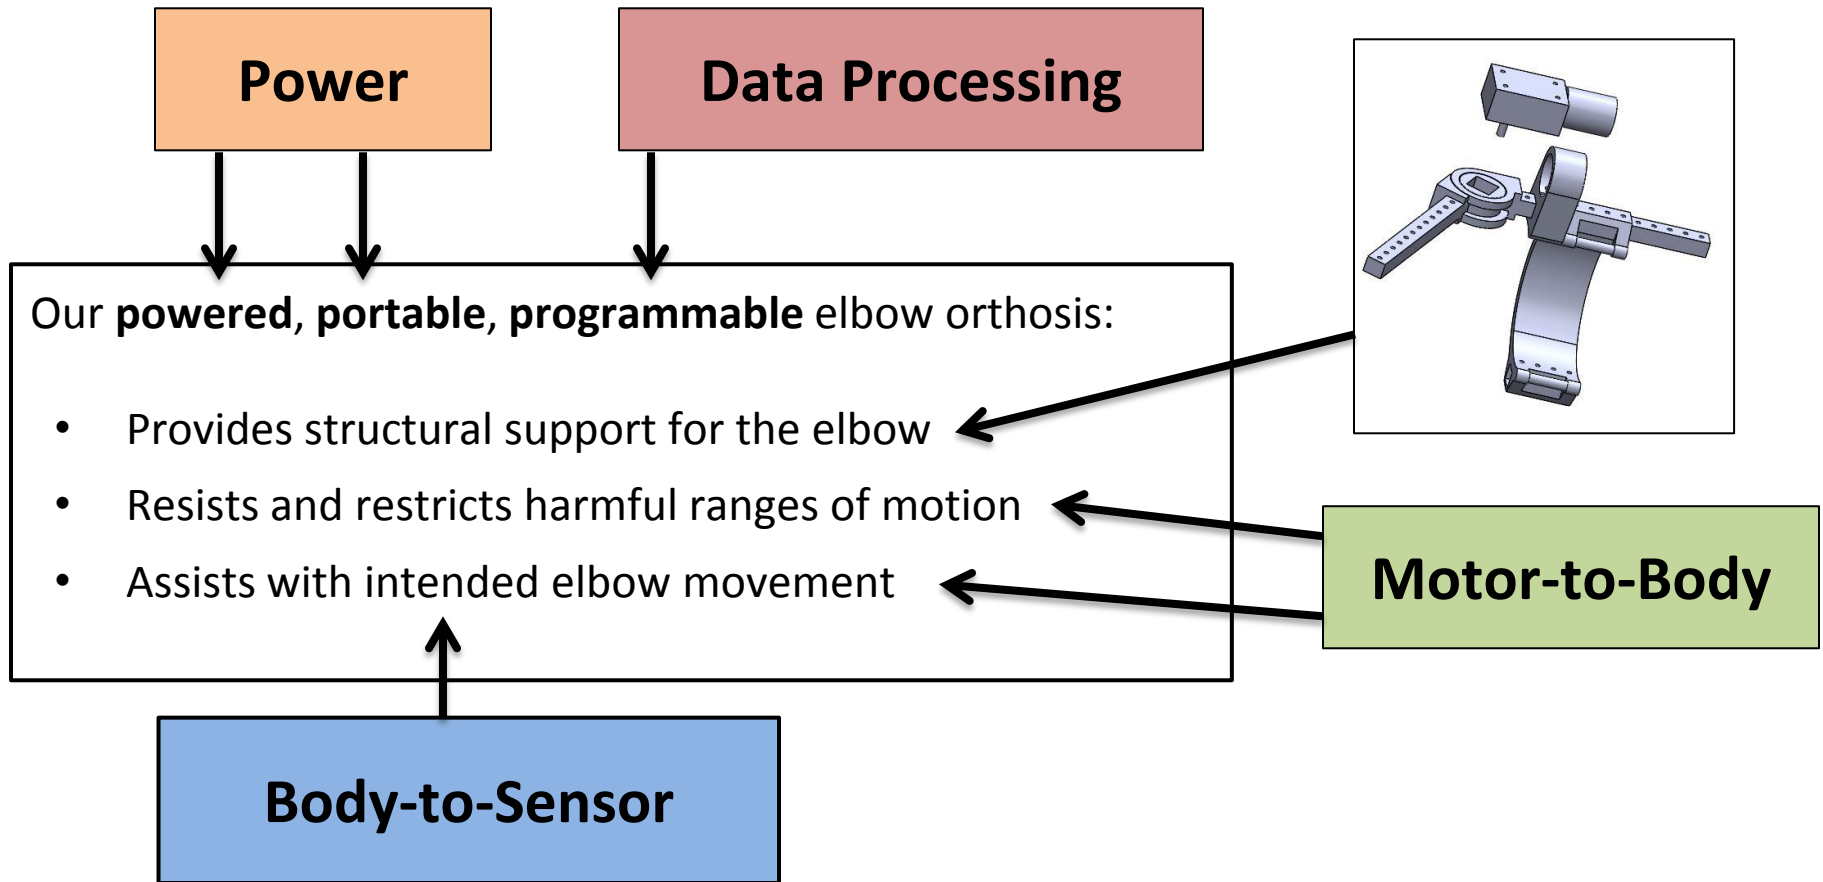 Power
Data Processing
Our powered, portable, programmable elbow orthosis:
• Provides structural support for the elbow
• Resists and restricts harmful ranges of motion
• Assists with intended elbow movement
Motor-to-Body
Body-to-Sensor